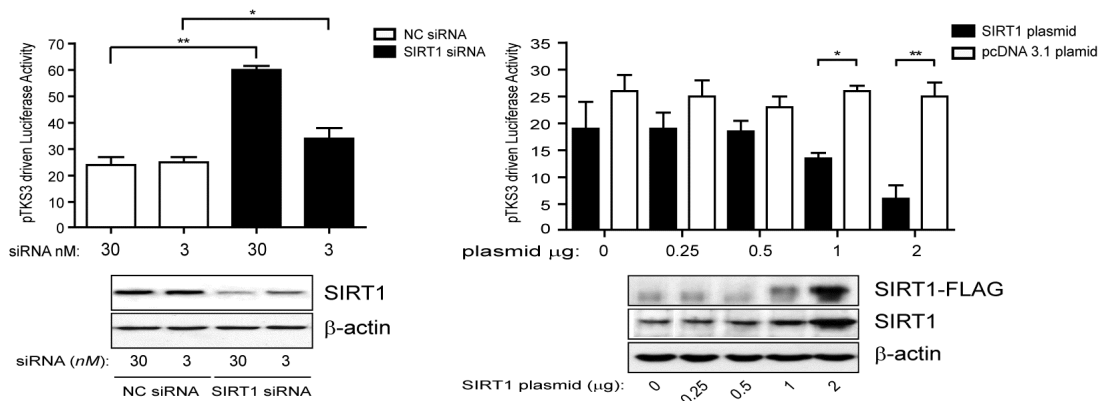 *
**
NC siRNA
SIRT1 siRNA
pTKS3 driven Luciferase Activity
70
60
50
40
30
20
10
0
siRNA nM: 30 3 30 3
SIRT1
β-actin
siRNA (nM): 30 3 30 3
NC siRNA SIRT1 siRNA
SIRT1 plasmid
pcDNA 3.1 plamid
* **
pTKS3 driven Luciferase Activity
35
30
25
20
15
10
5
0
plasmid μg: 0 0.25 0.5 1 2
SIRT1-FLAG
SIRT1
β-actin
SIRT1 plasmid (μg): 0 0.25 0.5 1 2